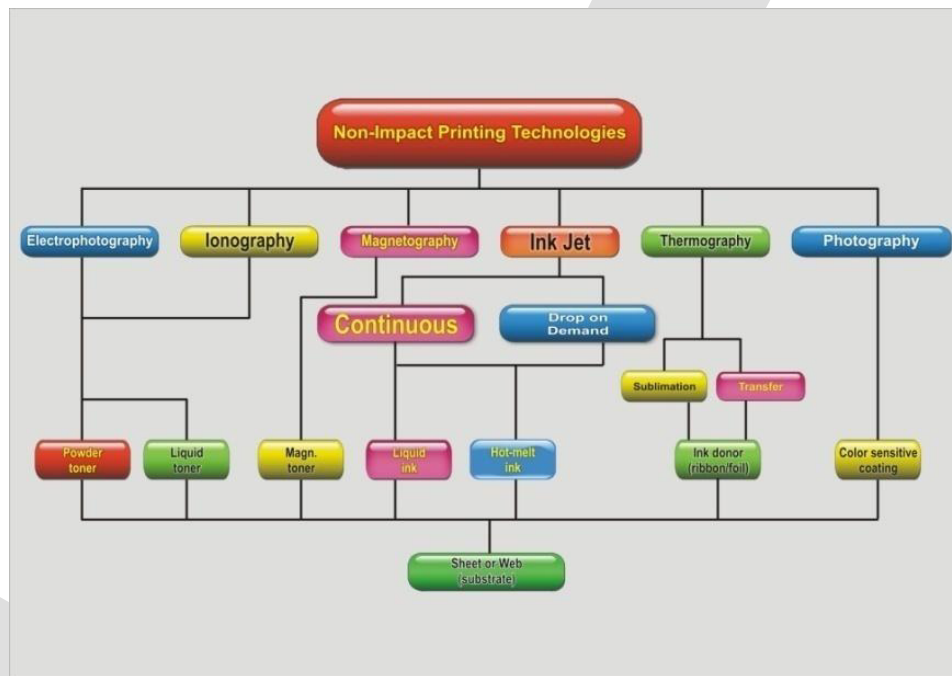 Non-Impact Printing Technologies
Electrophotography
Ionography
Magnetography
Ink Jet
Thermography
Photography
Continuous
Drop on
Demand
Sublimation
Transfer
Powder
toner
Liquid
toner
Magn.
toner
Liquid
ink
Hot-melt
ink
Ink donor
(ribbon/foil)
Color sensitive
coating
Sheet or Web
(substrate)